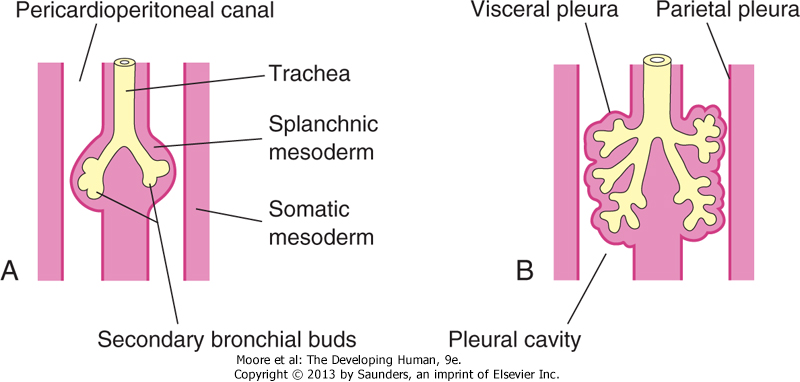 Pericardioperitoneal canal
Trachea
Splanchnic
mesoderm
Somatic
mesoderm
A
Secondary bronchial buds
Visceral pleura
Parietal pleura
B
Pleural cavity
Moore et al: The Developing Human, 9e.
Copyright © 2013 by Saunders, an imprint of Elsevier Inc.